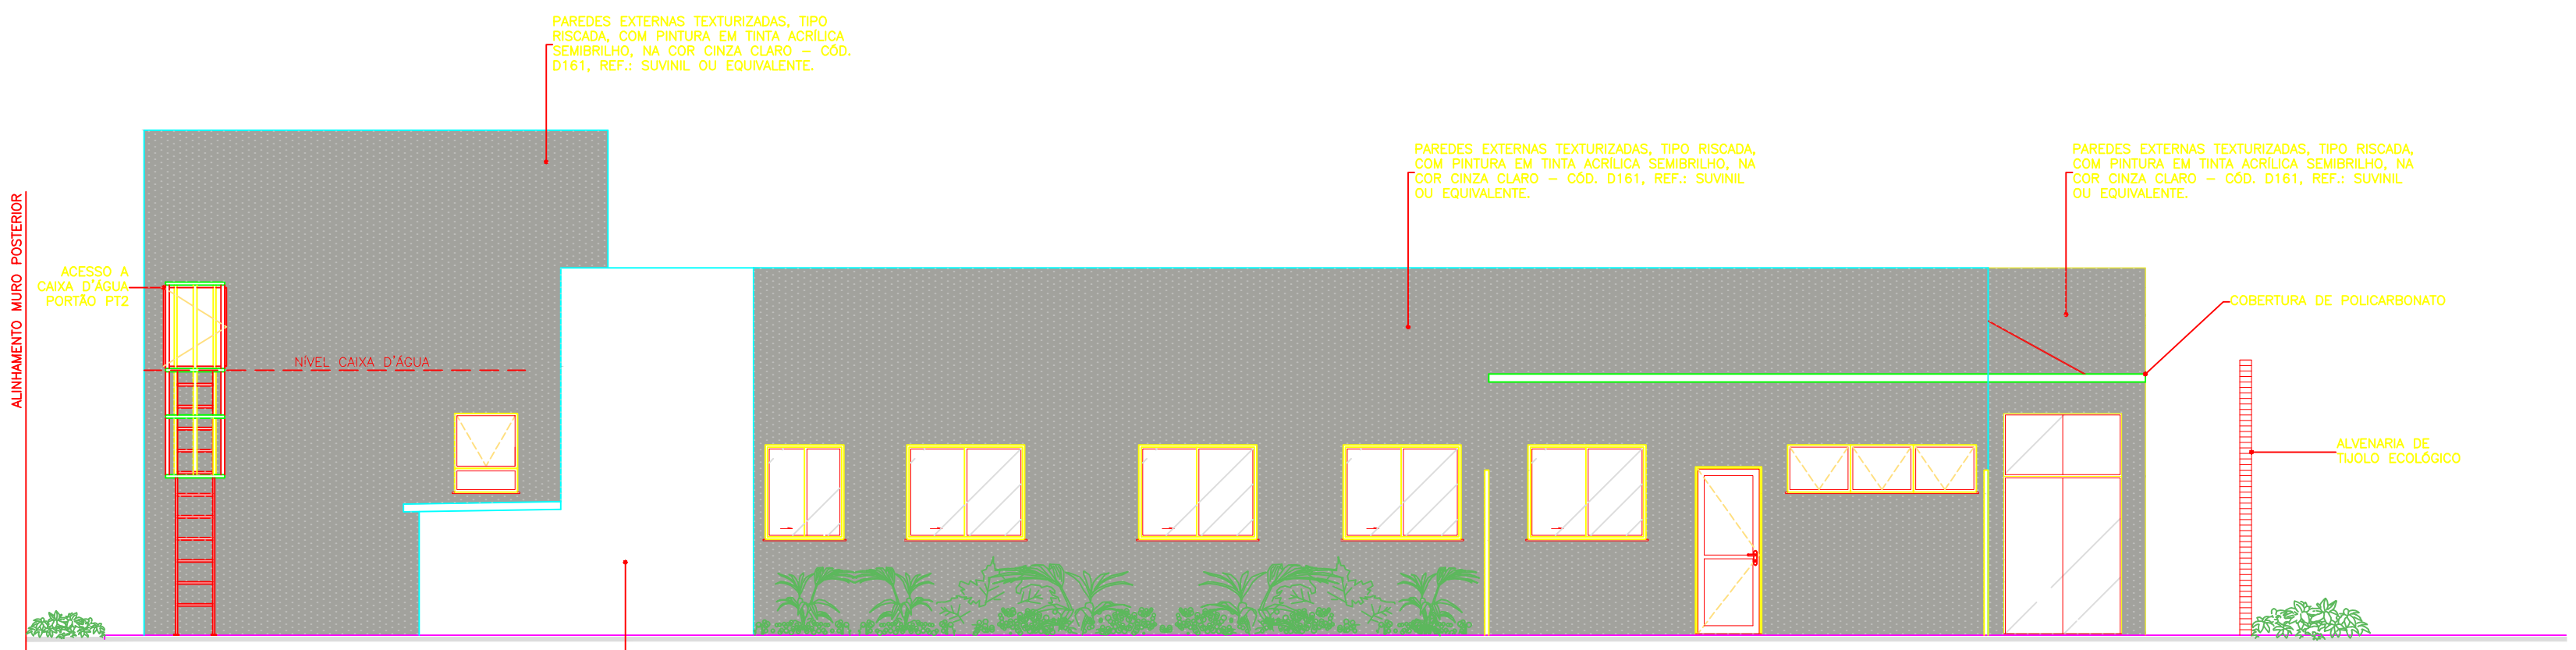 PAREDES EXTERNAS TEXTURIZADAS, TIPO
RISCADA, COM PINTURA EM TINTA ACRÍLICA
SEMIBRILHO, NA COR CINZA CLARO – CÓD.
D161, REF.: SUVINIL OU EQUIVALENTE.
PAREDES EXTERNAS TEXTURIZADAS, TIPO RISCADA,
COM PINTURA EM TINTA ACRÍLICA SEMIBRILHO, NA
COR CINZA CLARO – CÓD. D161, REF.: SUVINIL
OU EQUIVALENTE.
PAREDES EXTERNAS TEXTURIZADAS, TIPO RISCADA,
COM PINTURA EM TINTA ACRÍLICA SEMIBRILHO, NA
COR CINZA CLARO – CÓD. D161, REF.: SUVINIL
OU EQUIVALENTE.
ALINHAMENTO MURO POSTERIOR
ACESSO A
CAIXA D'ÁGUA
PORTÃO PT2
NÍVEL CAIXA D'ÁGUA
COBERTURA DE POLICARBONATO
ALVENARIA DE
TIJOLO ECOLÓGICO